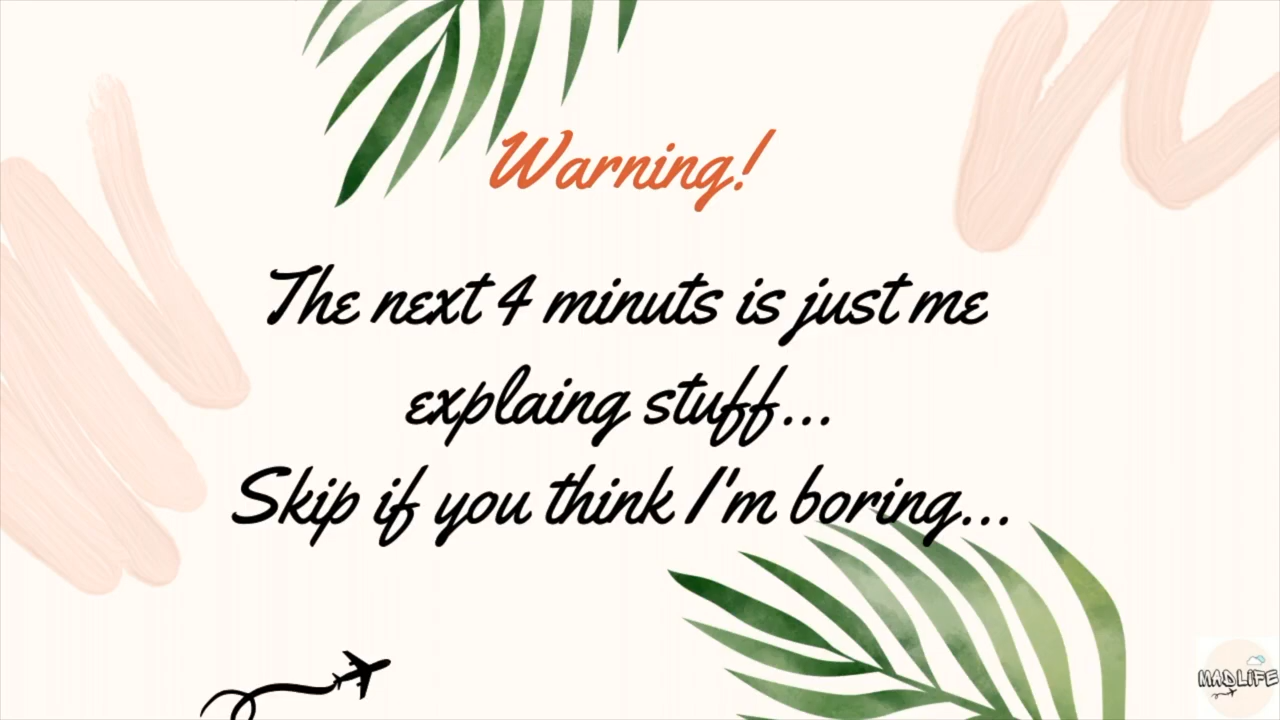 Warning!
The next 4 minuts is just me
explaing stuff...
Skip if you think I'm boring...
MADLIFE